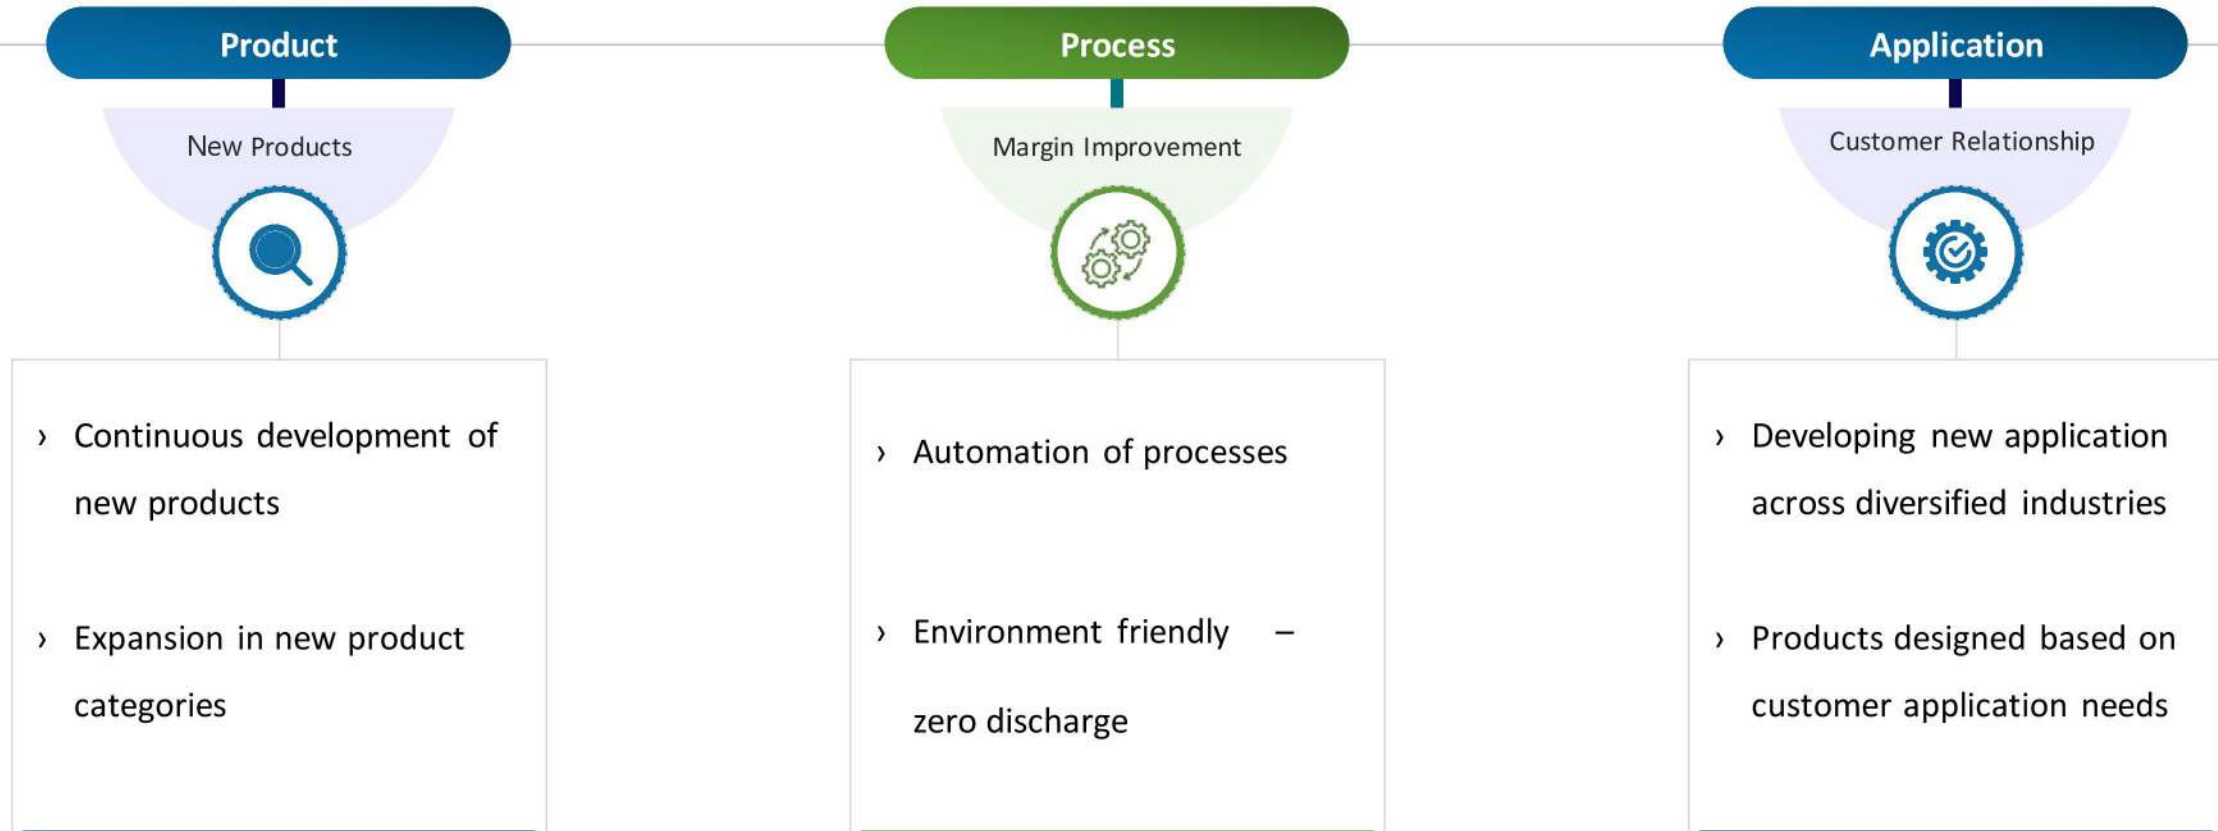 Product
New Products
› Continuous development of
new products
› Expansion in new product
categories
Process
Margin Improvement
› Automation of processes
› Environment friendly –
zero discharge
Application
Customer Relationship
› Developing new application
across diversified industries
› Products designed based on
customer application needs